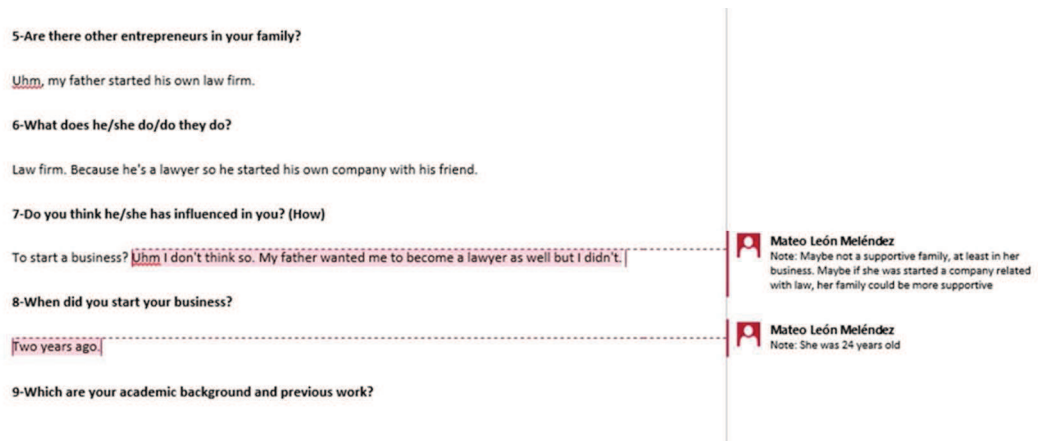 5-Are there other entrepreneurs in your family?
Uhm, my father started his own law firm.
6-What does he/she do/do they do?
Law firm. Because he's a lawyer so he started his own company with his friend.
7-Do you think he/she has influenced in you? (How)
To start a business? Uhm I don't think so. My father wanted me to become a lawyer as well but I didn't.
Mateo León Meléndez
Note: Maybe not a supportive family, at least in her
business. Maybe if she was started a company related
with law, her family could be more supportive
8-When did you start your business?
Two years ago.
Mateo León Meléndez
Note: She was 24 years old
9-Which are your academic background and previous work?